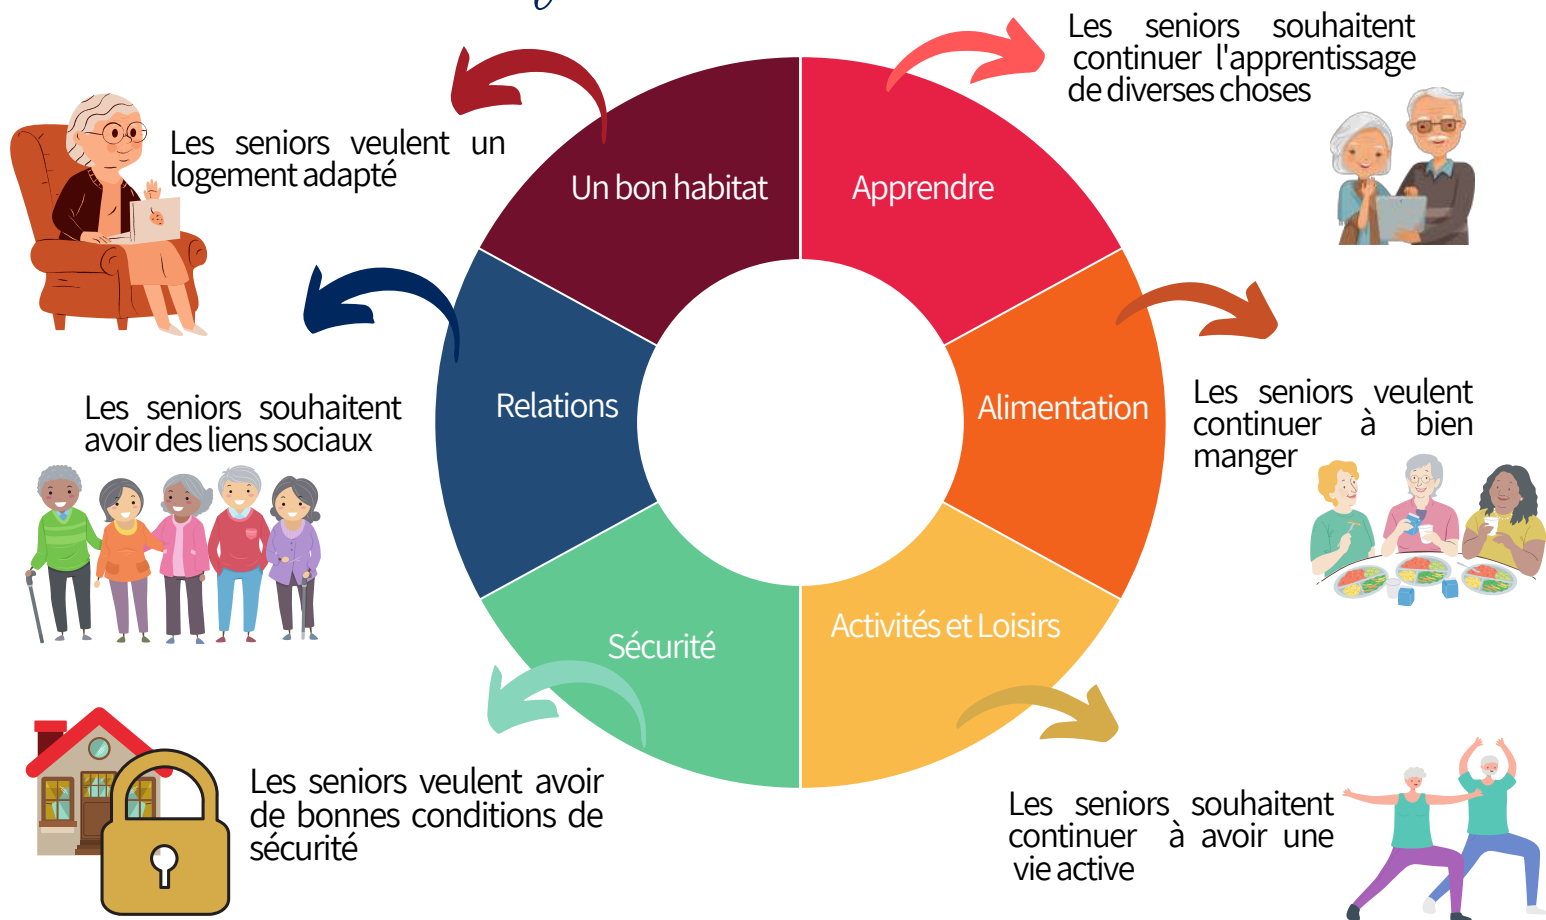 Les seniors souhaitent
continuer l'apprentissage
de diverses choses
Les seniors veulent un
logement adapté
Un bon habitat
Apprendre
Les seniors souhaitent
avoir des liens sociaux
Relations
Alimentation
Les seniors veulent
continuer à bien
manger
Sécurité
Activités et Loisirs
Les seniors veulent avoir
de bonnes conditions de
sécurité
Les seniors souhaitent
continuer à avoir une
vie active